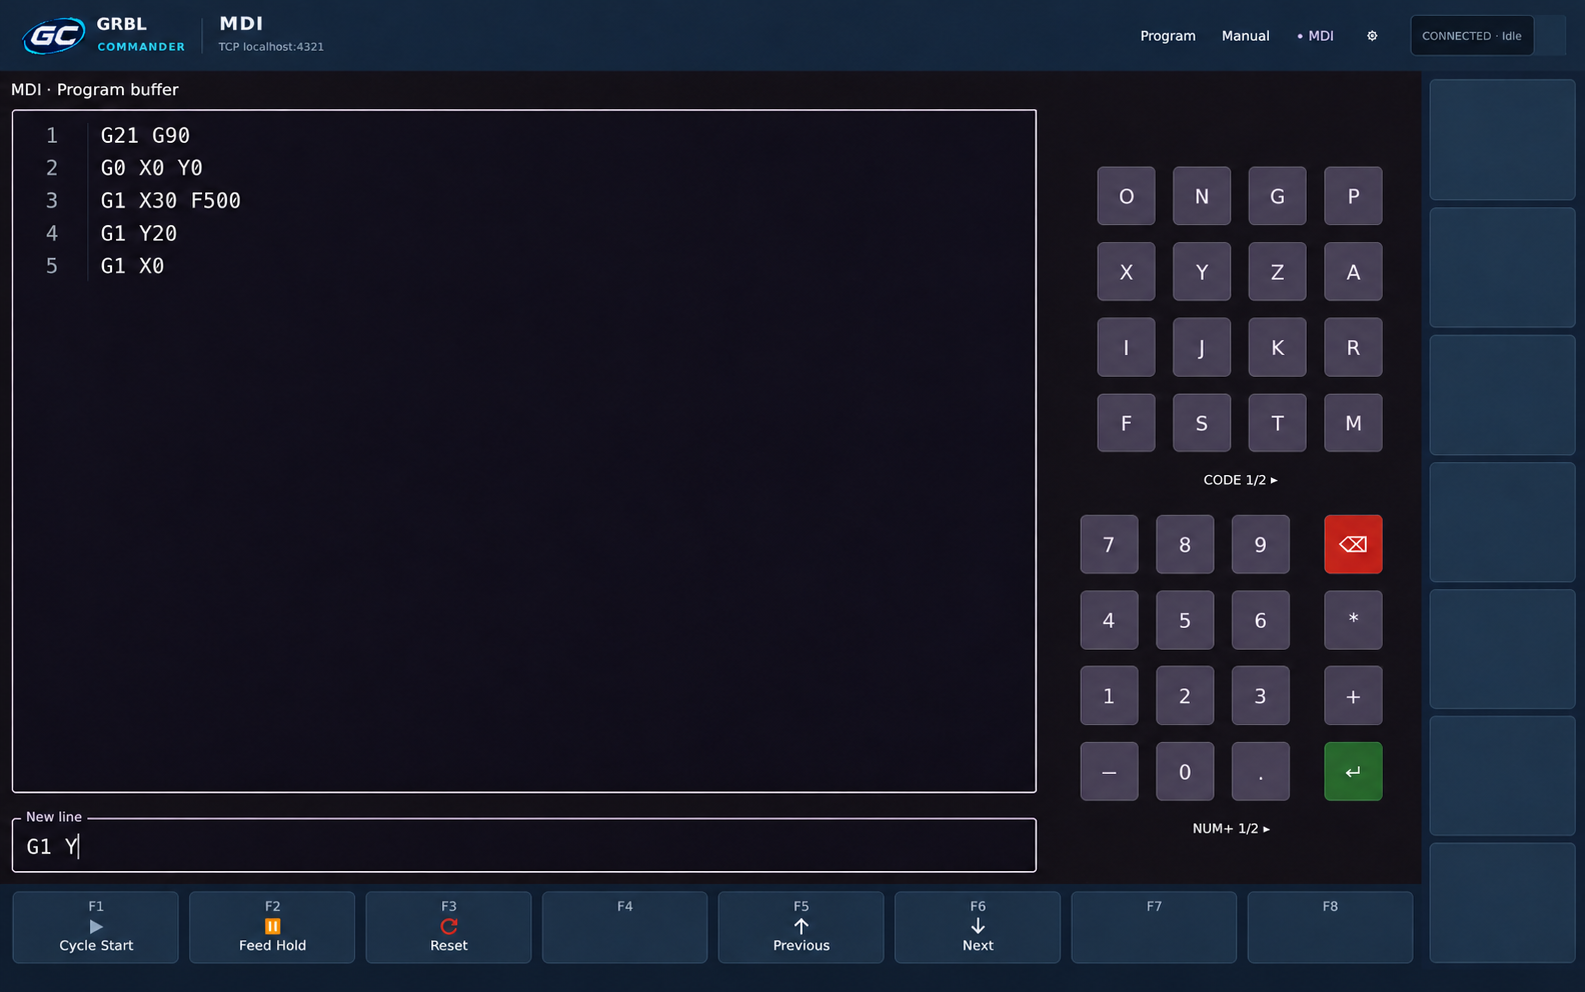 GC GRBL COMMANDER
MDI
TCP localhost:4321
Program Manual • MDI ⚙ CONNECTED · Idle
MDI · Program buffer
1 G21 G90
2 G0 X0 Y0
3 G1 X30 F500
4 G1 Y20
5 G1 X0
New line
G1 Y
O N G P
X Y Z A
I J K R
F S T M
CODE 1/2 ▸
7 8 9 ⌫
4 5 6 *
1 2 3 +
— 0 . ↵
NUM+ 1/2 ▸
F1 Cycle Start
F2 Feed Hold
F3 Reset
F4
F5 Previous
F6 Next
F7
F8